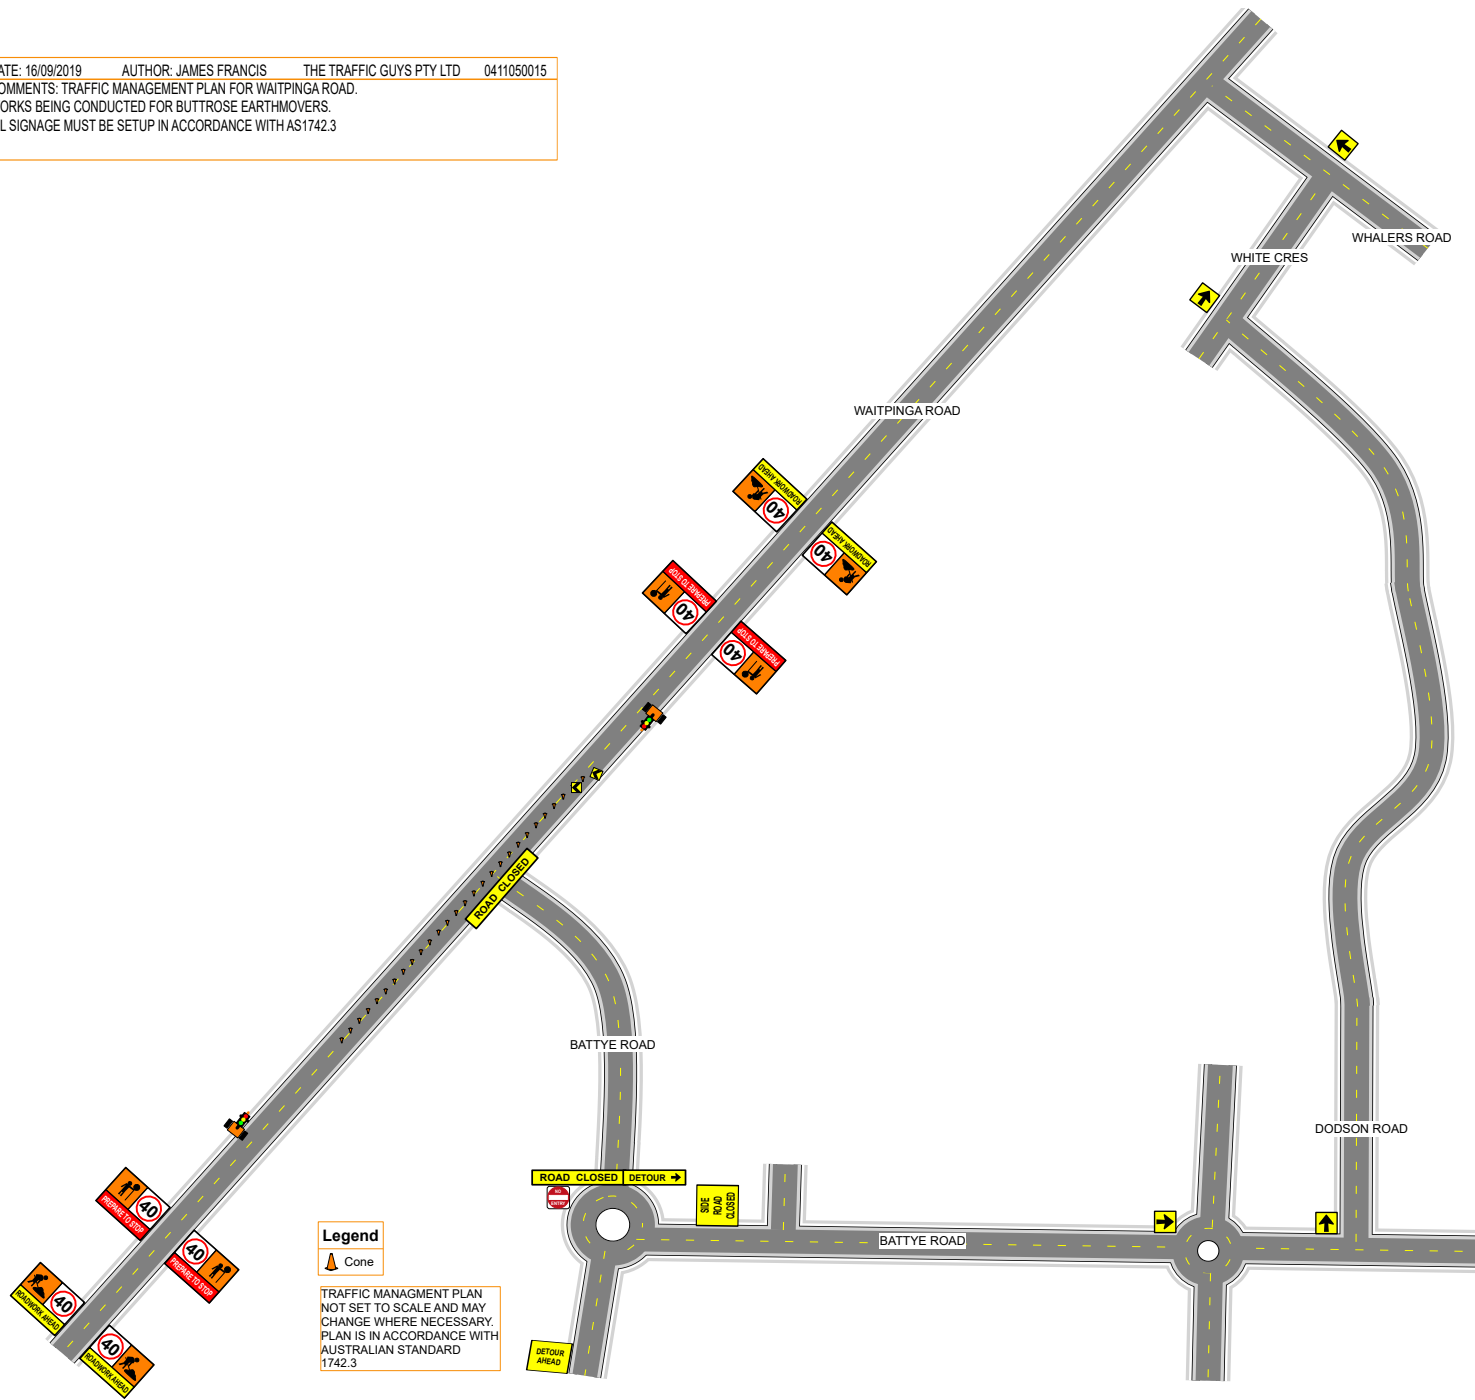 ATE: 16/09/2019 AUTHOR: JAMES FRANCIS THE TRAFFIC GUYS PTY LTD 0411050015
OMMENTS: TRAFFIC MANAGEMENT PLAN FOR WAITPINGA ROAD.
ORKS BEING CONDUCTED FOR BUTTROSE EARTHMOVERS.
L SIGNAGE MUST BE SETUP IN ACCORDANCE WITH AS1742.3
WHALERS ROAD
WHITE CRES
WAITPINGA ROAD
ROADWORK AHEAD
40
ROADWORK AHEAD
40
PREPARE TO STOP
40
PREPARE TO STOP
40
ROAD CLOSED
BATTYE ROAD
DODSON ROAD
ROAD CLOSED DETOUR
NO
ENTRY
SIDE
ROAD
CLOSED
BATTYE ROAD
40
PREPARE TO STOP
40
PREPARE TO STOP
40
ROADWORK AHEAD
40
ROADWORK AHEAD
Legend
Cone
TRAFFIC MANAGMENT PLAN
NOT SET TO SCALE AND MAY
CHANGE WHERE NECESSARY.
PLAN IS IN ACCORDANCE WITH
AUSTRALIAN STANDARD
1742.3
DETOUR
AHEAD